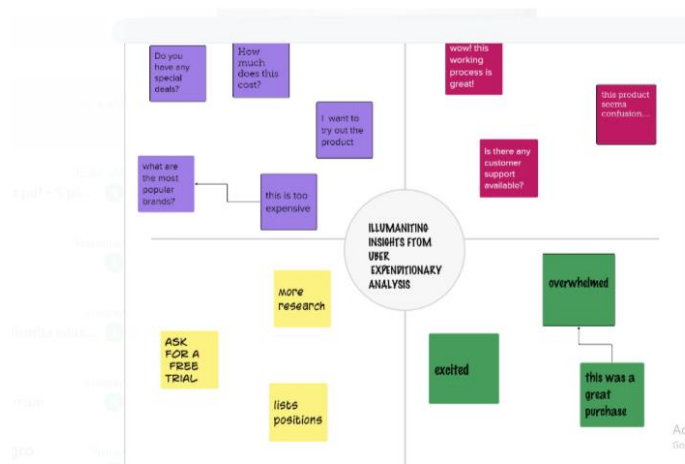 Do you
have any
special
deals?
How
much
does this
cost?
I want to
try out the
product
what are
the most
popular
brands?
this is too
expensive
wow! this
working
process is
great!
this product
seems
confusion...
Is there any
customer
support
available?
ILLUMANITING
INSIGHTS FTOM
UBER
EXPENDITIONARY
ANALYSIS
more
research
ASK
FOR A
FREE
TRIAL
lists
positions
overwhelmed
excited
this was a
great
purchase